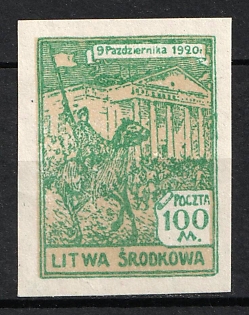 9 Października 1920 r.
POCZTA
100
M.
LITWA ŚRODKOWA